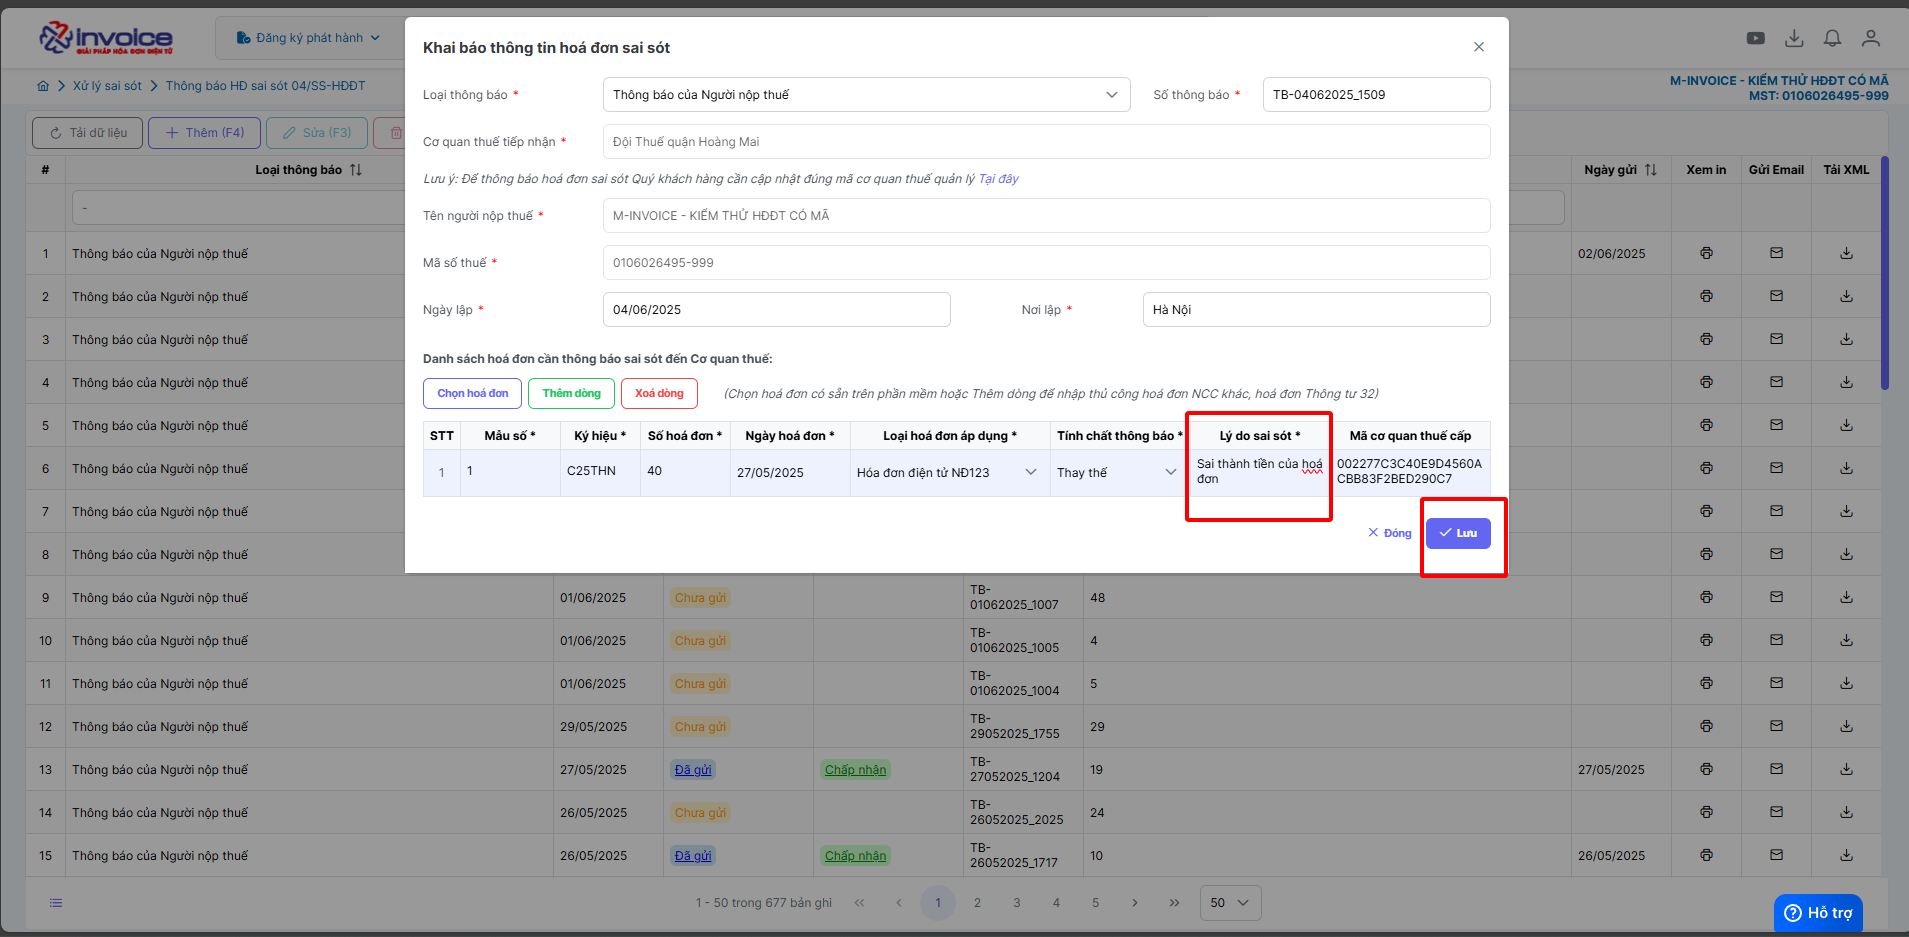 invoice
GIẢI PHÁP HÓA ĐƠN ĐIỆN TỬ
Đăng ký phát hành
Xử lý sai sót
Thông báo HĐ sai sót 04/SS-HĐĐT
M-INVOICE - KIỂM THỬ HĐĐT CÓ MÃ
MST: 0106026495-999
Tải dữ liệu
Thêm (F4)
Sửa (F3)
Khai báo thông tin hoá đơn sai sót
Loại thông báo *
Thông báo của Người nộp thuế
Số thông báo *
TB-04062025_1509
Cơ quan thuế tiếp nhận *
Đội Thuế quận Hoàng Mai
Lưu ý: Để thông báo hoá đơn sai sót Quý khách hàng cần cập nhật đúng mã cơ quan thuế quản lý Tại đây
Tên người nộp thuế *
M-INVOICE - KIỂM THỬ HĐĐT CÓ MÃ
Mã số thuế *
0106026495-999
Ngày lập *
04/06/2025
Nơi lập *
Hà Nội
Danh sách hoá đơn cần thông báo sai sót đến Cơ quan thuế:
Chọn hoá đơn
Thêm dòng
Xoá dòng
(Chọn hoá đơn có sẵn trên phần mềm hoặc Thêm dòng để nhập thủ công hoá đơn NCC khác, hoá đơn Thông tư 32)
STT Mẫu số * Ký hiệu * Số hoá đơn * Ngày hoá đơn * Loại hoá đơn áp dụng * Tính chất thông báo * Lý do sai sót * Mã cơ quan thuế cấp
1 1 C25THN 40 27/05/2025 Hóa đơn điện tử NĐ123 Thay thế
Sai thành tiền của hoá
đơn
002277C3C40E9D4560A
CBB83F2BED290C7
Đóng
Lưu
# Loại thông báo Ngày gửi Xem in Gửi Email Tải XML
-
1 Thông báo của Người nộp thuế 02/06/2025
2 Thông báo của Người nộp thuế
3 Thông báo của Người nộp thuế
4 Thông báo của Người nộp thuế
5 Thông báo của Người nộp thuế
6 Thông báo của Người nộp thuế
7 Thông báo của Người nộp thuế
8 Thông báo của Người nộp thuế
9 Thông báo của Người nộp thuế 01/06/2025 Chưa gửi TB-
01062025_1007 48
10 Thông báo của Người nộp thuế 01/06/2025 Chưa gửi TB-
01062025_1005 4
11 Thông báo của Người nộp thuế 01/06/2025 Chưa gửi TB-
01062025_1004 5
12 Thông báo của Người nộp thuế 29/05/2025 Chưa gửi TB-
29052025_1755 29
13 Thông báo của Người nộp thuế 27/05/2025 Đã gửi Chấp nhận TB-
27052025_1204 19 27/05/2025
14 Thông báo của Người nộp thuế 26/05/2025 Chưa gửi TB-
26052025_2025 24
15 Thông báo của Người nộp thuế 26/05/2025 Đã gửi Chấp nhận TB-
26052025_1717 10 26/05/2025
1 - 50 trong 677 bản ghi « ‹ 1 2 3 4 5 › » 50
Hỗ trợ